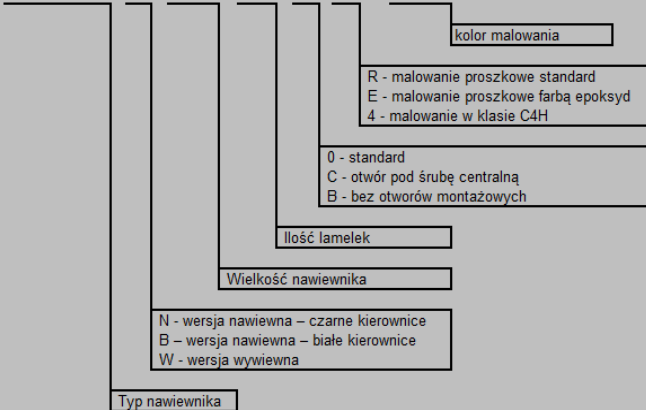 kolor malowania
R - malowanie proszkowe standard
E - malowanie proszkowe farbą epoksyd
4 - malowanie w klasie C4H
0 - standard
C - otwór pod śrubę centralną
B - bez otworów montażowych
Ilość lamelek
Wielkość nawiewnika
N - wersja nawiewna – czarne kierownice
B – wersja nawiewna – białe kierownice
W - wersja wywiewna
Typ nawiewnika